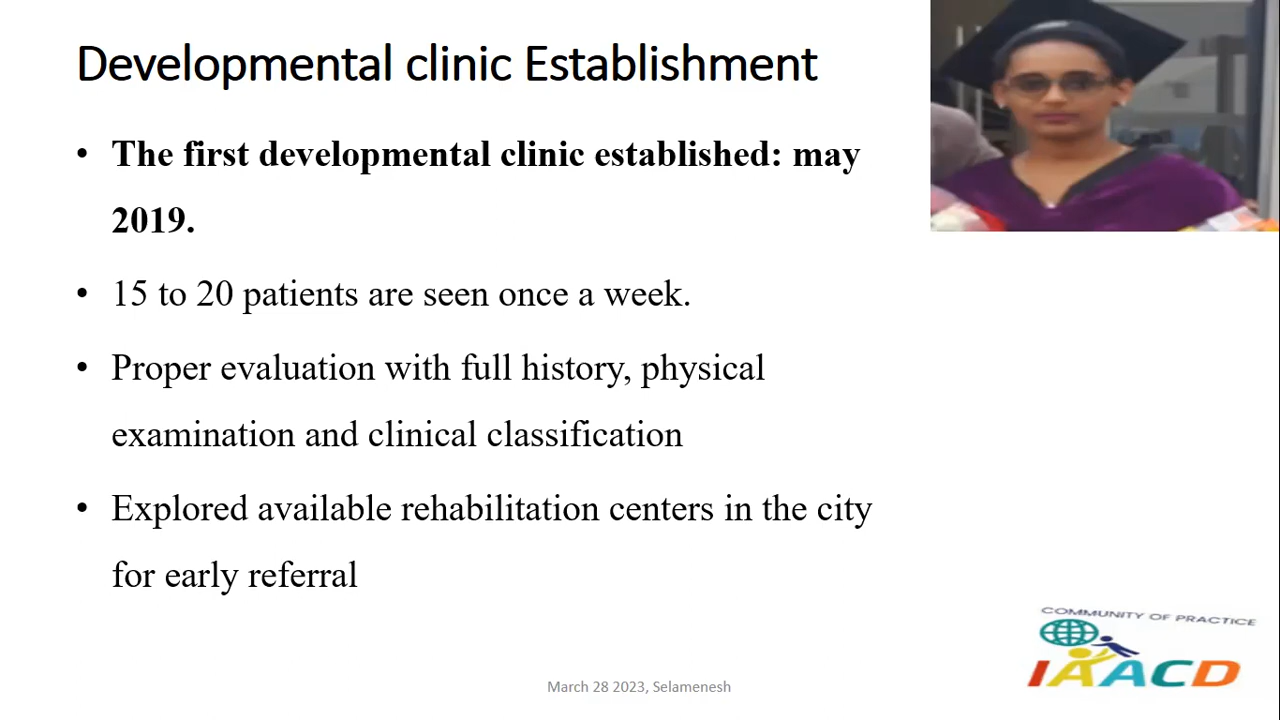 Developmental clinic Establishment
• The first developmental clinic established: may
2019.
• 15 to 20 patients are seen once a week.
• Proper evaluation with full history, physical
examination and clinical classification
• Explored available rehabilitation centers in the city
for early referral
COMMUNITY OF PRACTICE
IAACD
March 28 2023, Selamenesh